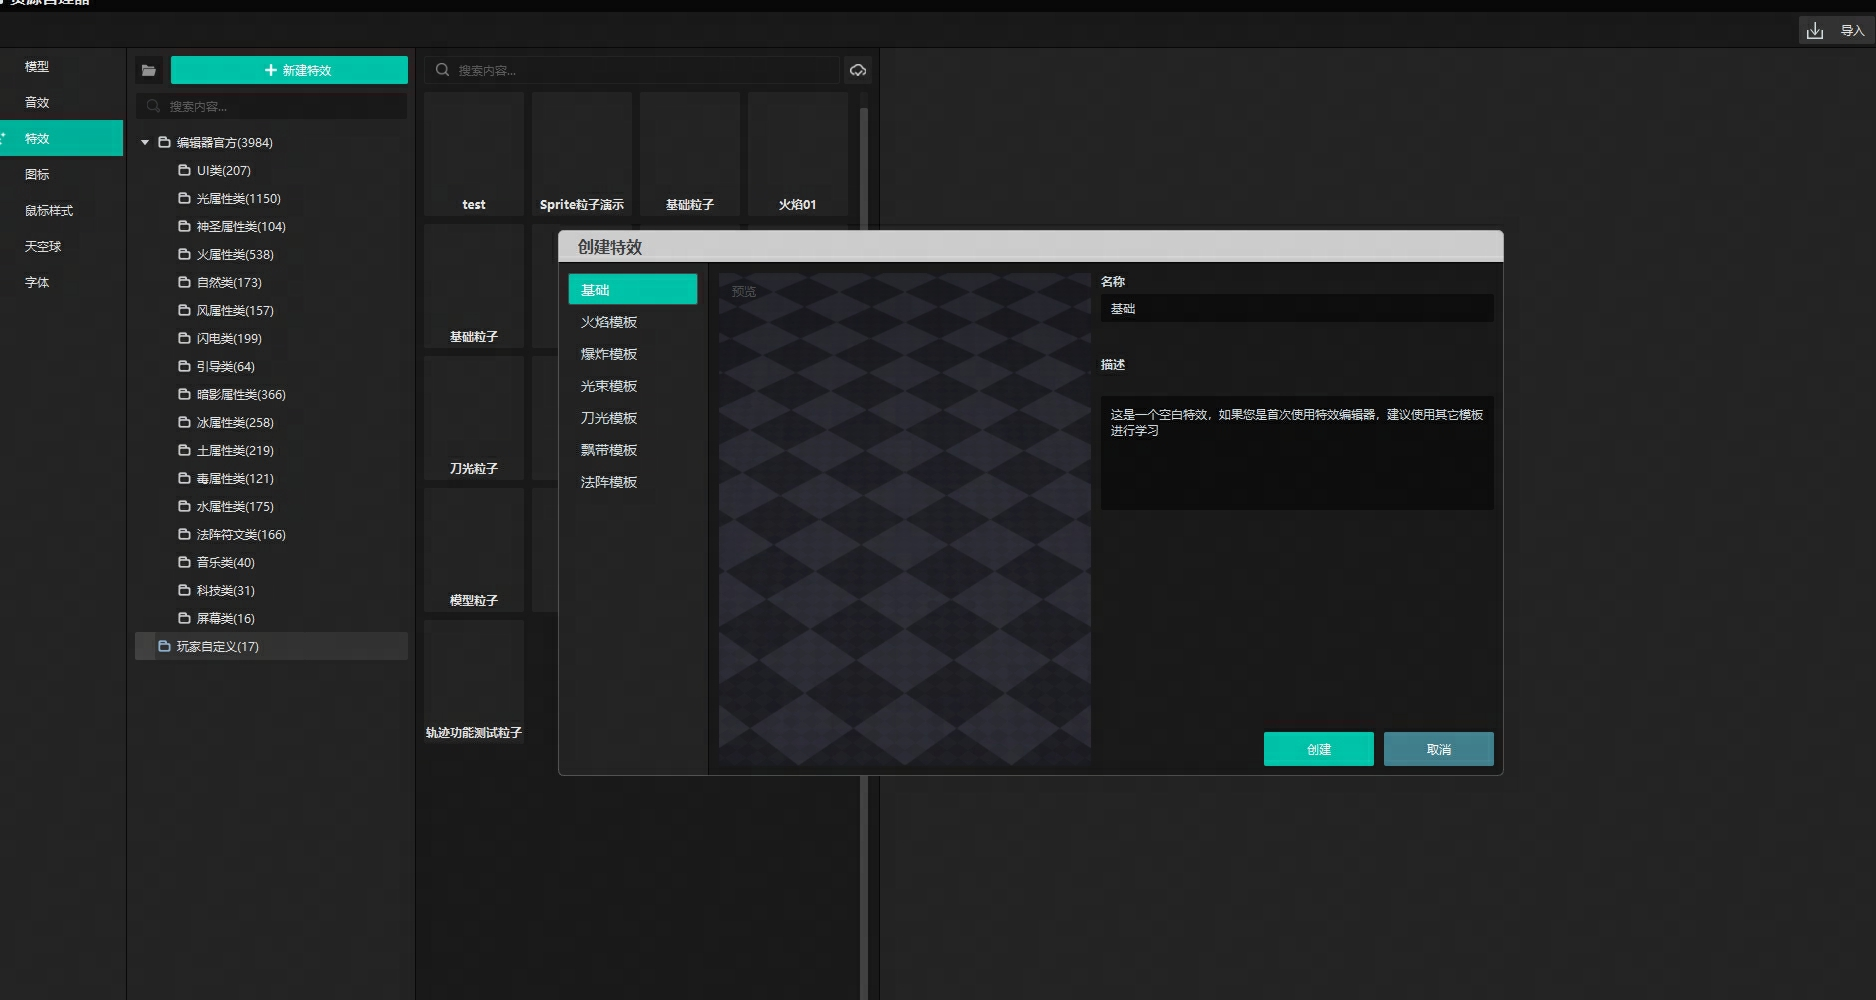 资源管理器
导入
模型
音效
特效
图标
鼠标样式
天空球
字体
新建特效
搜索内容...
编辑器官方(3984)
UI类(207)
光属性类(1150)
神圣属性类(104)
火属性类(538)
自然类(173)
风属性类(157)
闪电类(199)
引导类(64)
暗影属性类(366)
冰属性类(258)
土属性类(219)
毒属性类(121)
水属性类(175)
法阵符文类(166)
音乐类(40)
科技类(31)
屏幕类(16)
玩家自定义(17)
搜索内容...
test
Sprite粒子演示
基础粒子
火焰01
基础粒子
刀光粒子
模型粒子
轨迹功能测试粒子
创建特效
基础
火焰模板
爆炸模板
光束模板
刀光模板
飘带模板
法阵模板
预览
名称
基础
描述
这是一个空白特效，如果您是首次使用特效编辑器，建议使用其它模板
进行学习
创建
取消